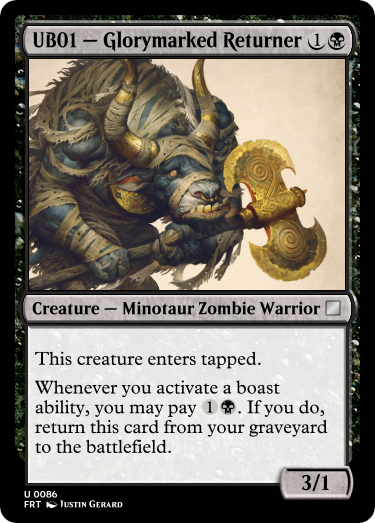 UB01 — Glorymarked Returner 1
Creature — Minotaur Zombie Warrior
This creature enters tapped.
Whenever you activate a boast
ability, you may pay 1 . If you do,
return this card from your graveyard
to the battlefield.
3/1
U 0086
FRT Justin Gerard